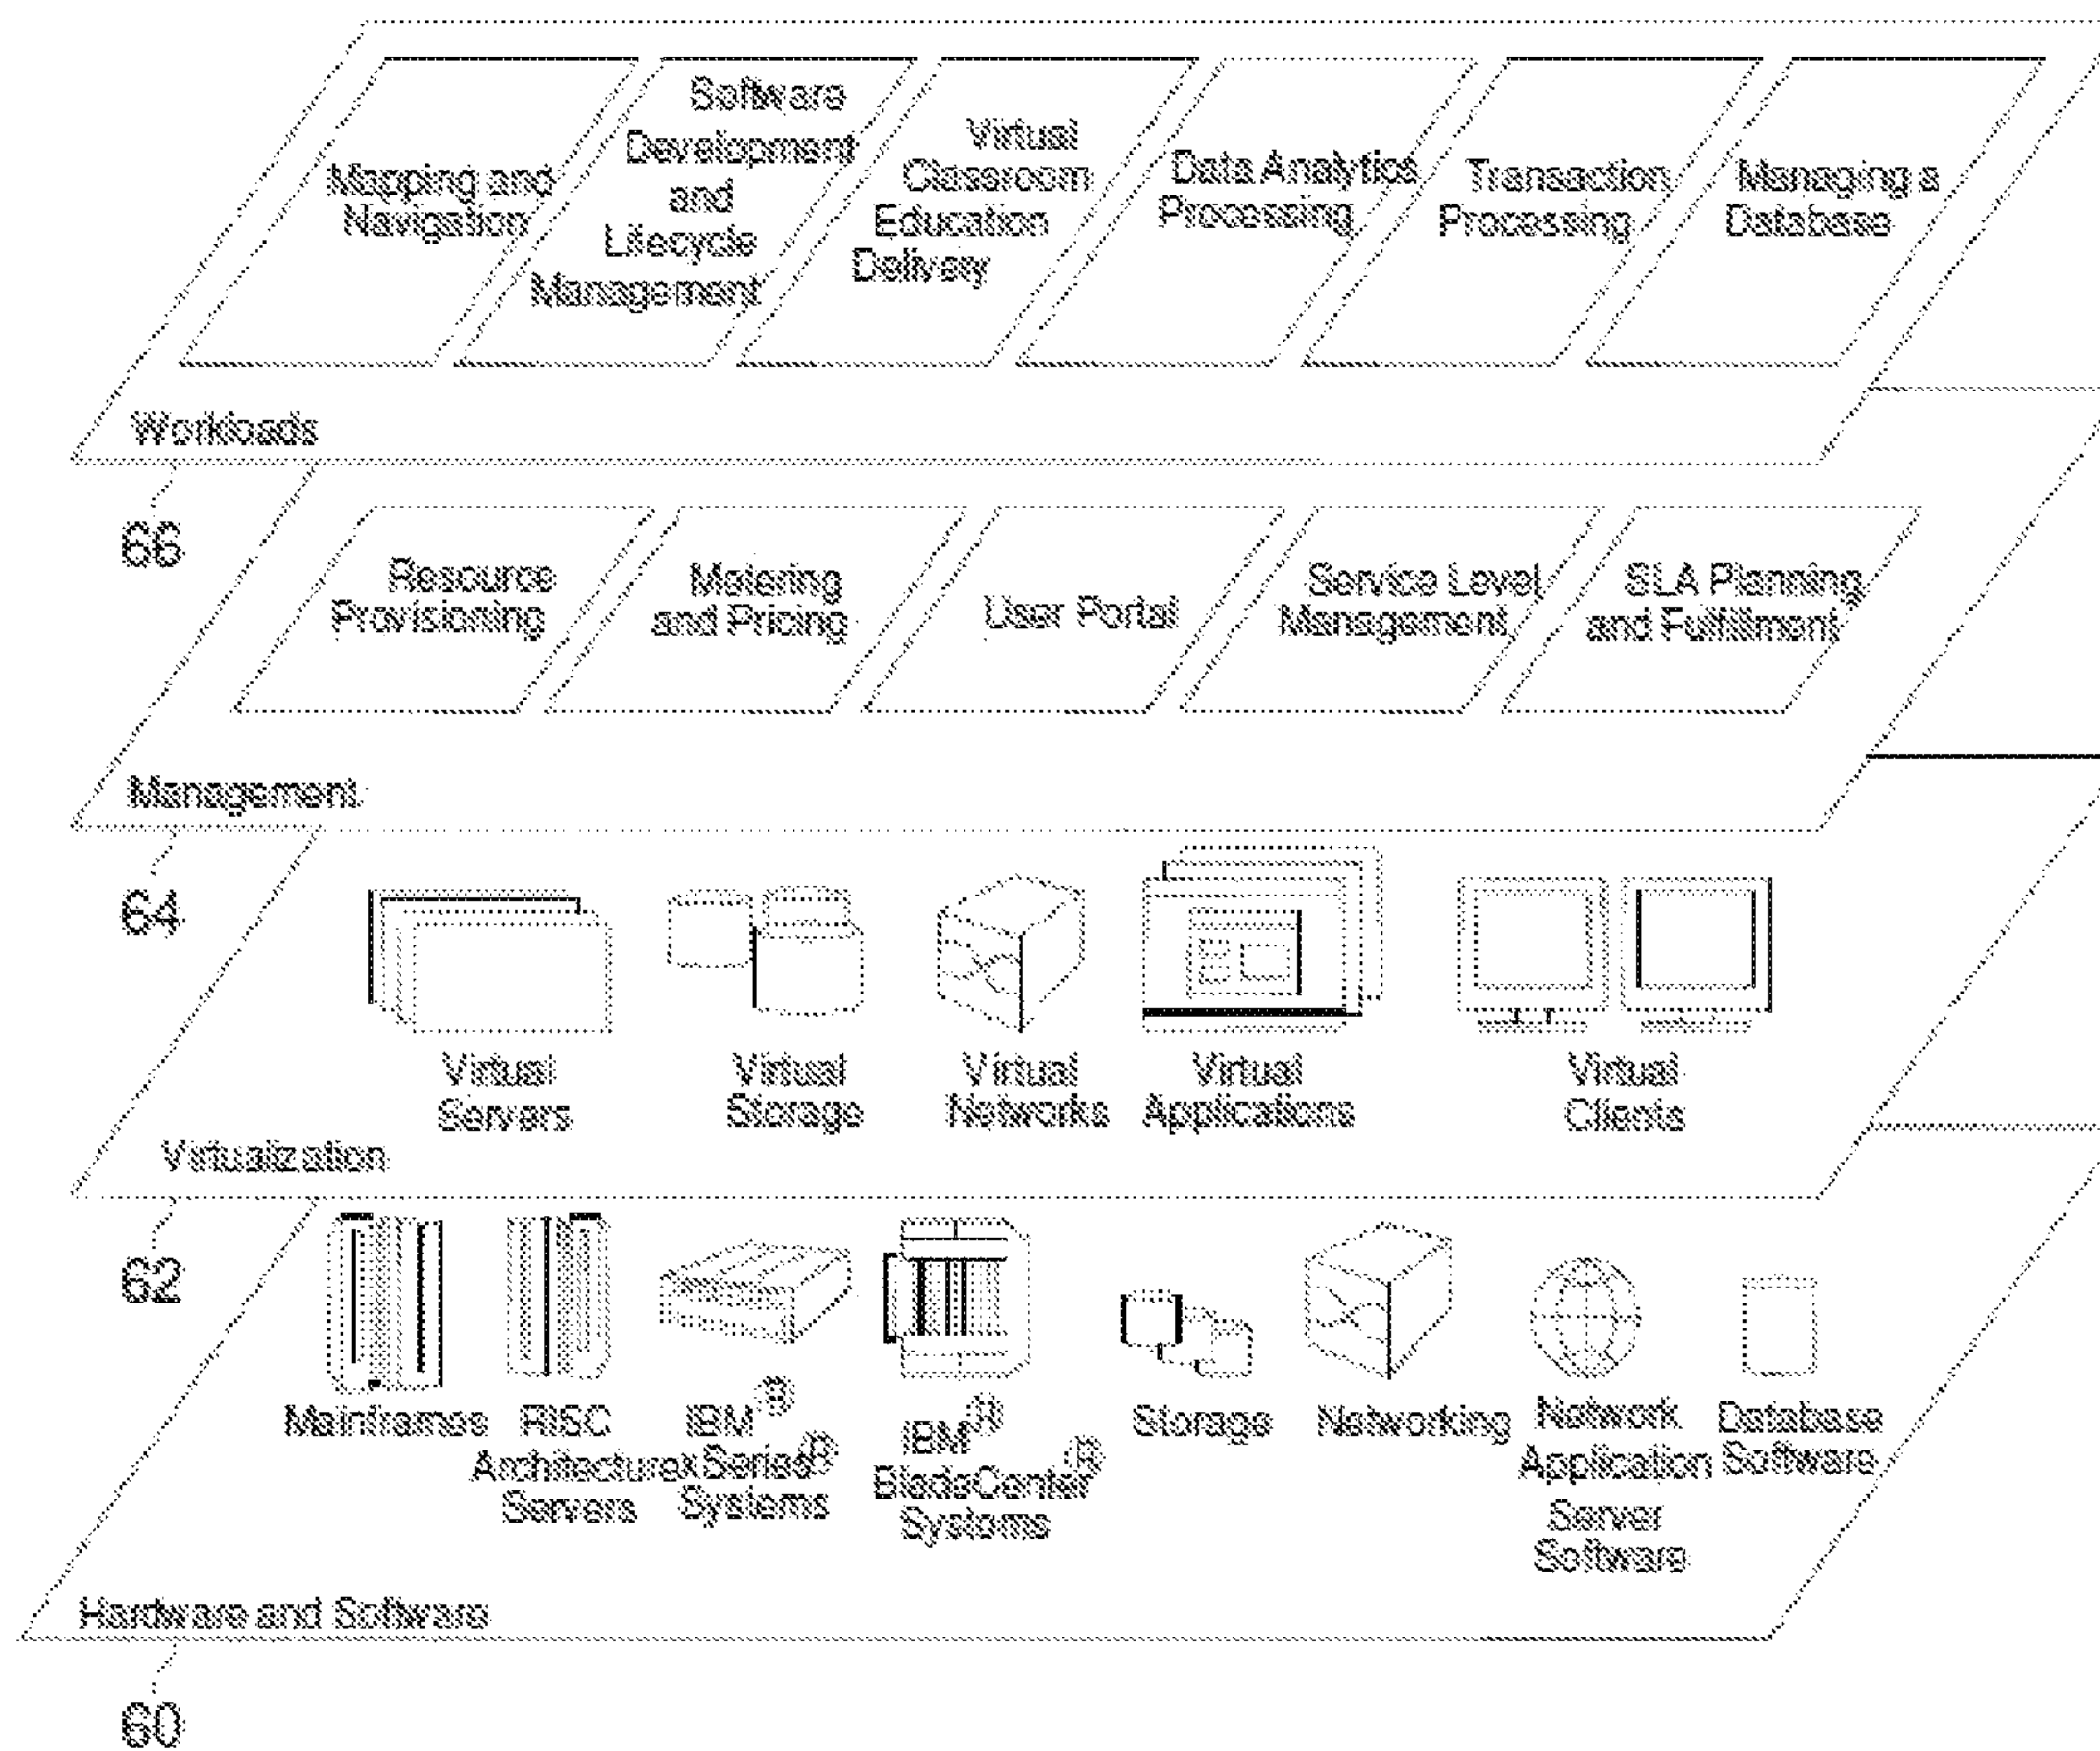 Mapping and
Navigation
Software
Development
and
Lifecycle
Management
Virtual
Classroom
Education
Delivery
Data Analytics
Processing
Transaction
Processing
Managing a
Database
Workloads
66
Resource
Provisioning
Metering
and Pricing
User Portal
Service Level
Management
SLA Planning
and Fulfillment
Management
64
Virtual
Servers
Virtual
Storage
Virtual
Networks
Virtual
Applications
Virtual
Clients
Virtualization
62
Mainframes
RISC
Architecture
Servers
IBM®
xSeries®
Systems
IBM®
BladeCenter®
Systems
Storage
Networking
Network
Application
Server
Software
Database
Software
Hardware and Software
60